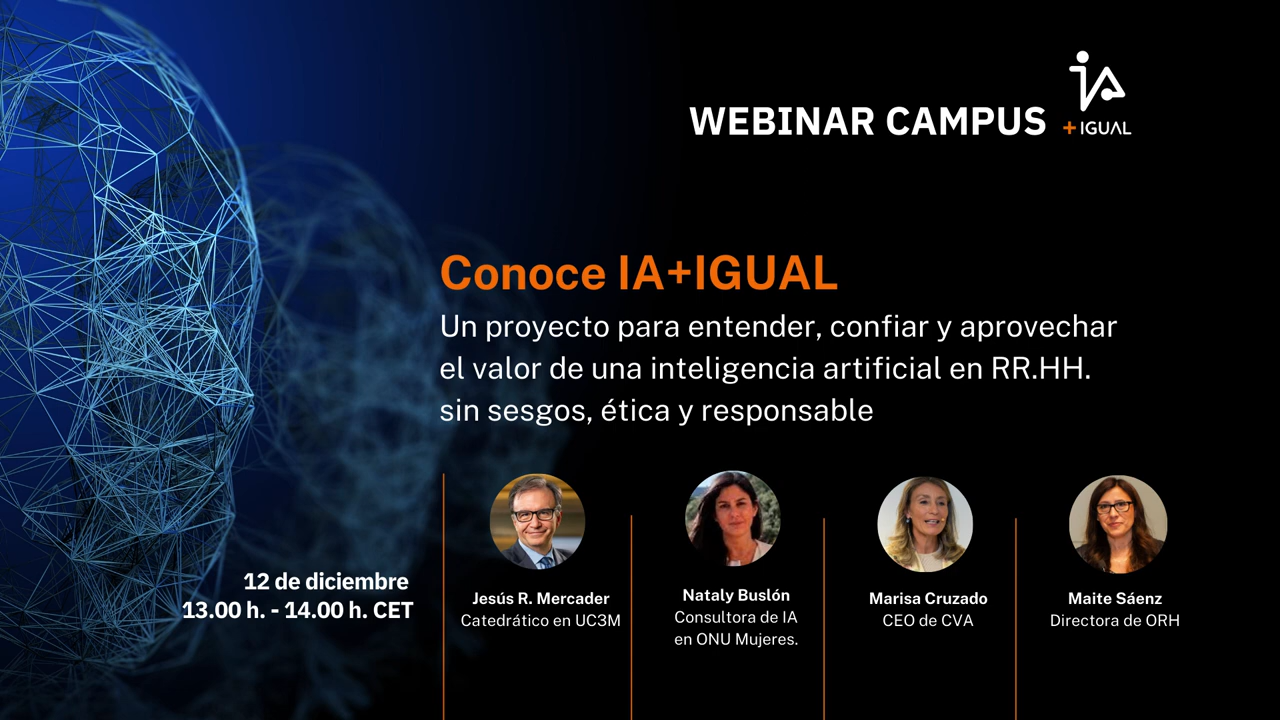 WEBINAR CAMPUS
iA
+IGUAL
Conoce IA+IGUAL
Un proyecto para entender, confiar y aprovechar
el valor de una inteligencia artificial en RR.HH.
sin sesgos, ética y responsable
12 de diciembre
13.00 h. - 14.00 h. CET
Jesús R. Mercader
Catedrático en UC3M
Nataly Buslón
Consultora de IA
en ONU Mujeres.
Marisa Cruzado
CEO de CVA
Maite Sáenz
Directora de ORH